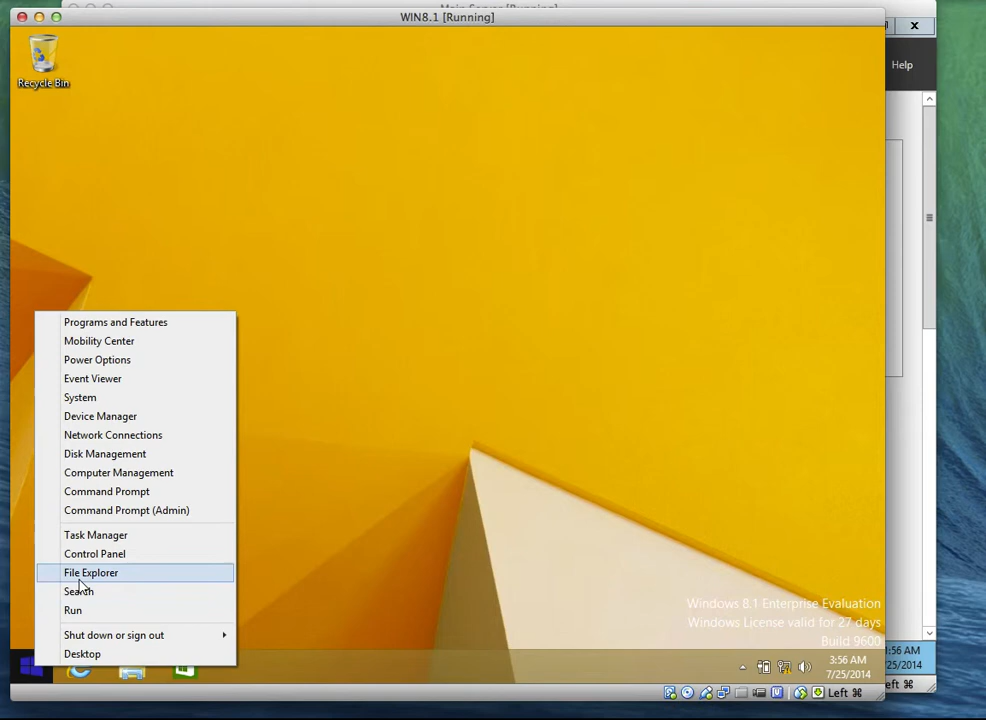 WIN8.1 [Running]
Help
Recycle Bin
Programs and Features
Mobility Center
Power Options
Event Viewer
System
Device Manager
Network Connections
Disk Management
Computer Management
Command Prompt
Command Prompt (Admin)
Task Manager
Control Panel
File Explorer
Search
Run
Shut down or sign out
Desktop
Windows 8.1 Enterprise Evaluation
Windows License valid for 27 days
Build 9600
3:56 AM
7/25/2014
Left ⌘